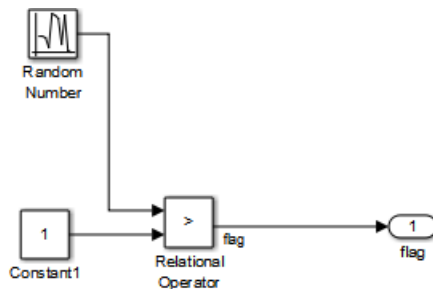 Random
Number
1
Constant1
>
Relational
Operator
flag
1
flag